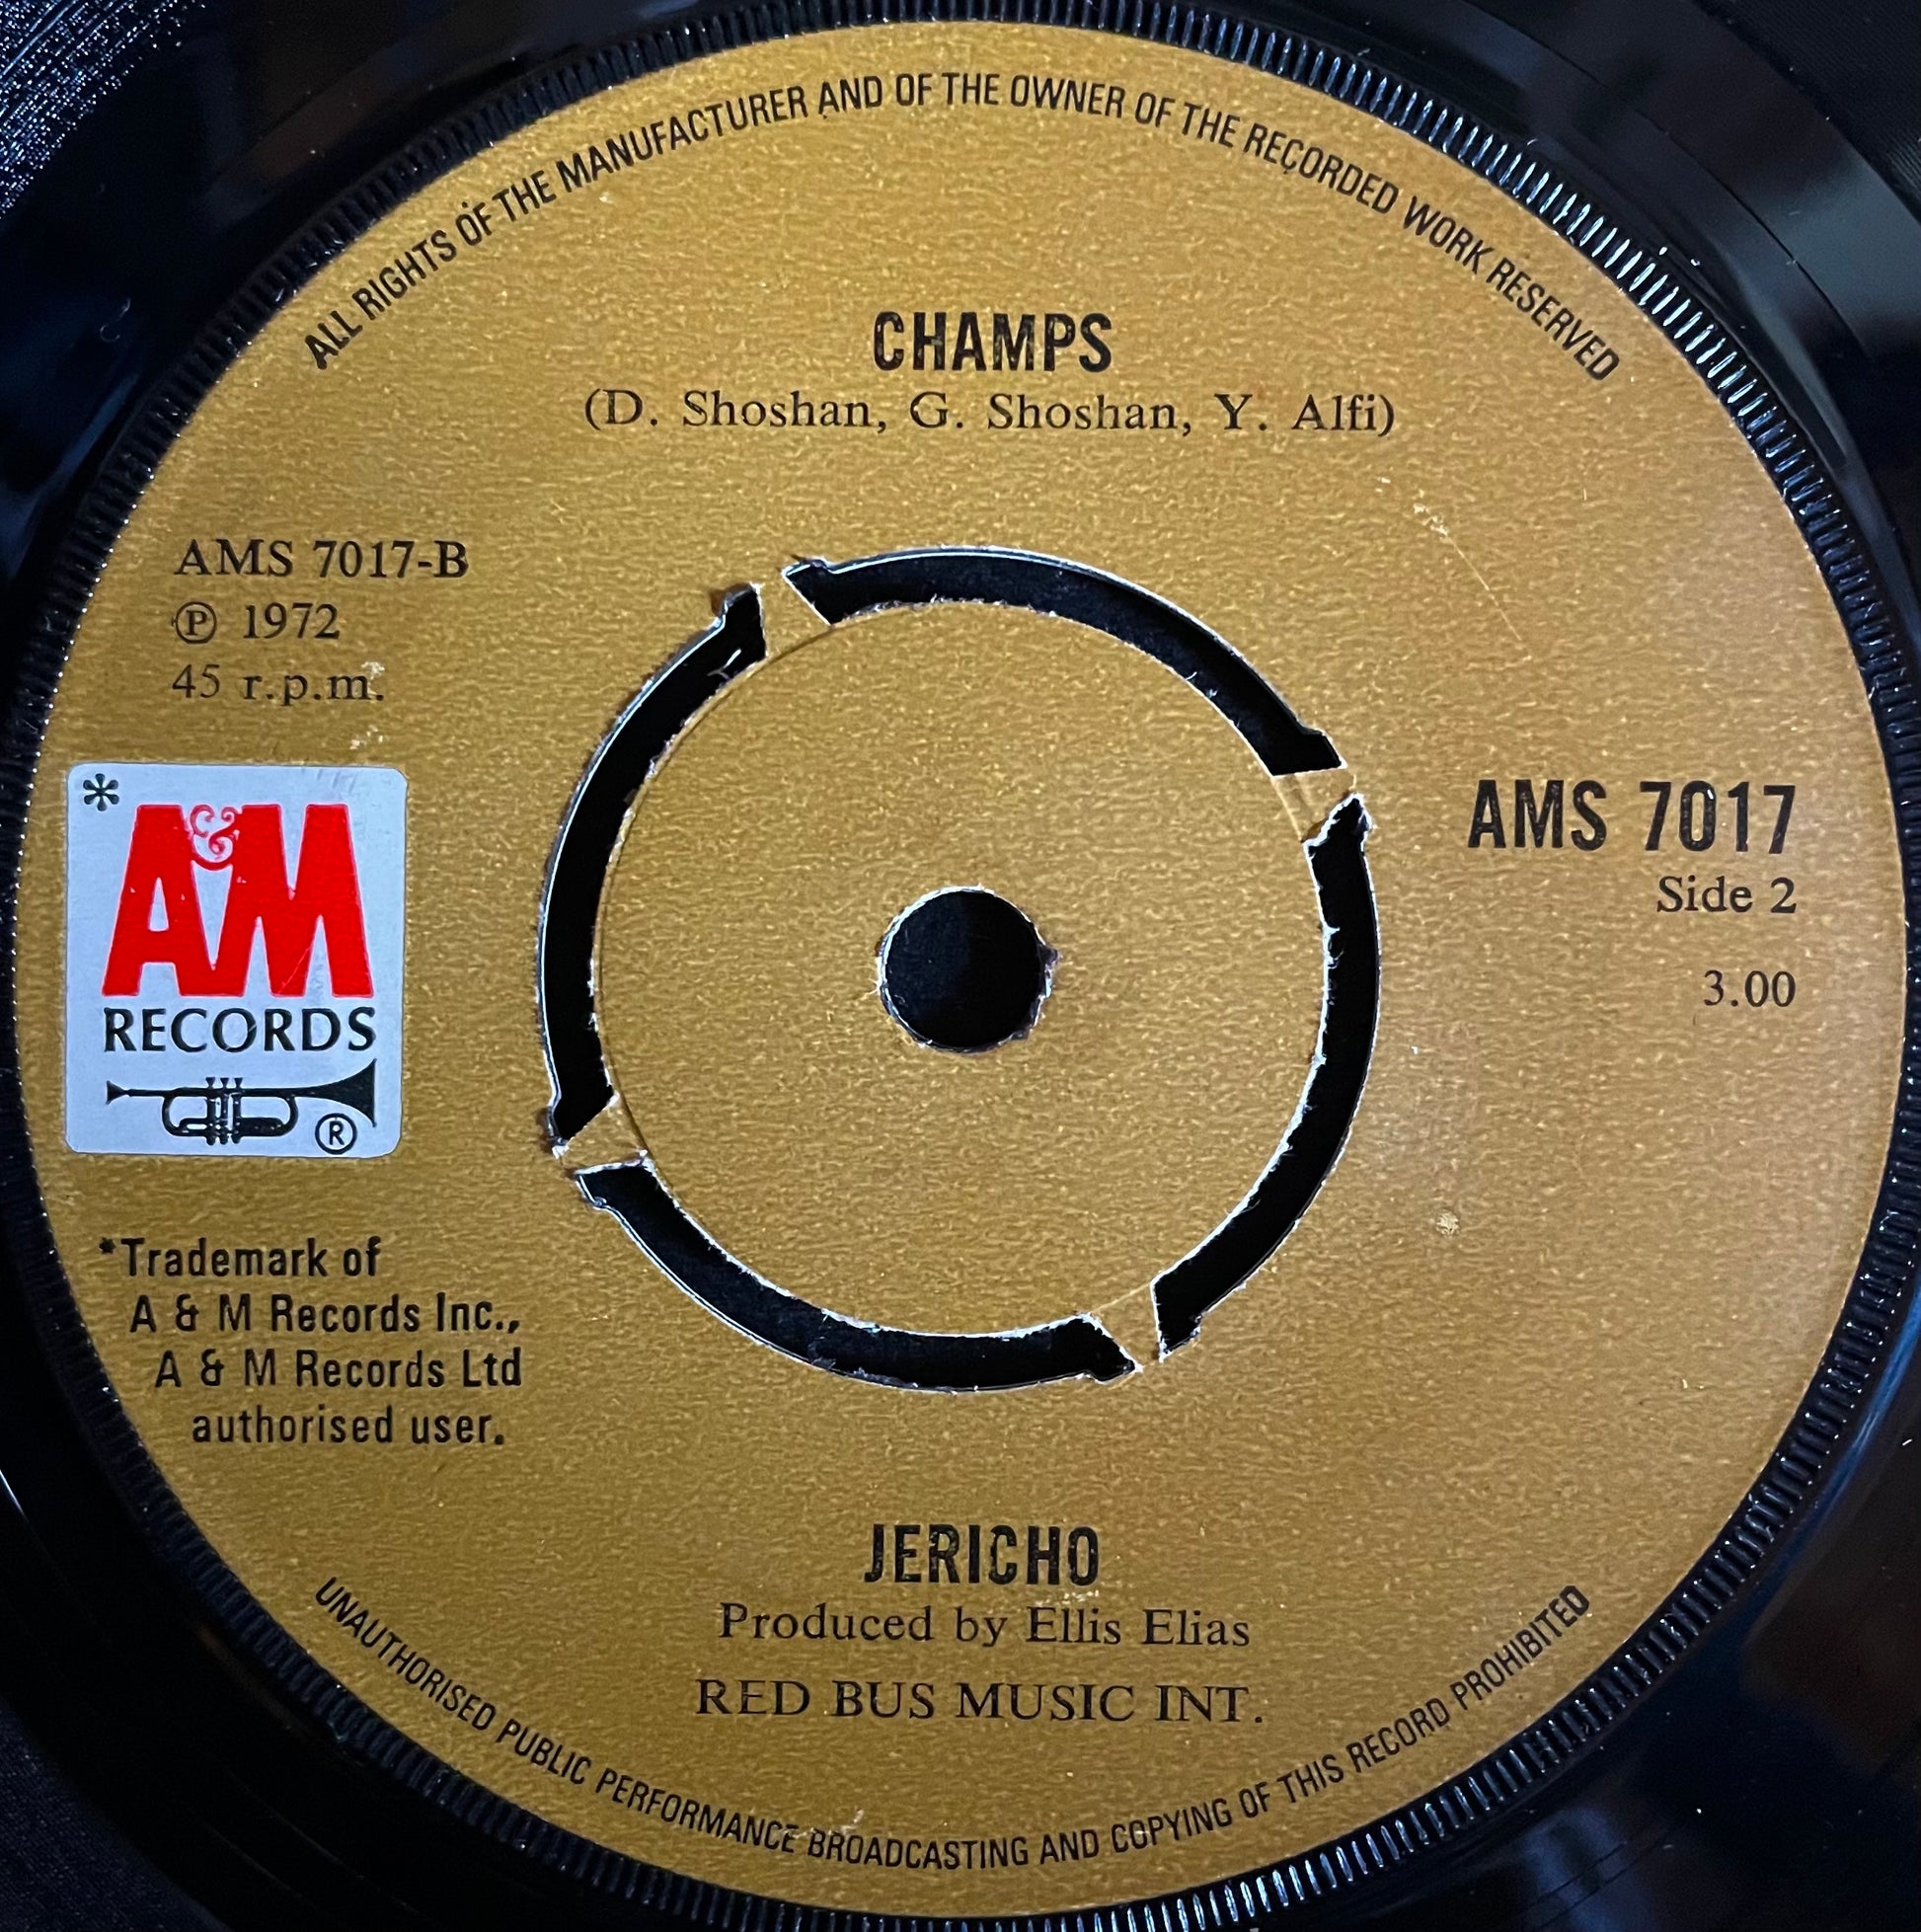 ALL RIGHTS OF THE MANUFACTURER AND OF THE OWNER OF THE RECORDED WORK RESERVED
CHAMPS
(D. Shoshan, G. Shoshan, Y. Alfi)
AMS 7017-B
Ⓟ 1972
45 r.p.m.
*
A&M
RECORDS
®
AMS 7017
Side 2
3.00
*Trademark of
A & M Records Inc.,
A & M Records Ltd
authorised user.
JERICHO
Produced by Ellis Elias
RED BUS MUSIC INT.
UNAUTHORISED PUBLIC PERFORMANCE BROADCASTING AND COPYING OF THIS RECORD PROHIBITED